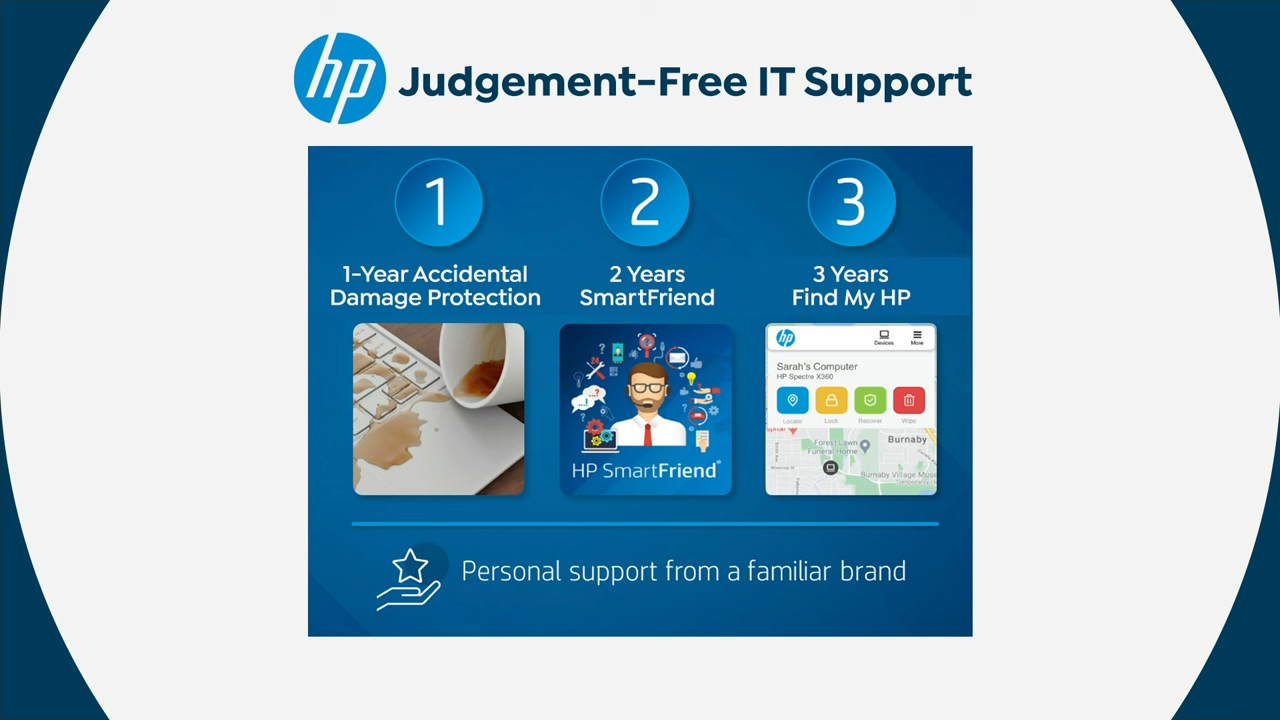 hp Judgement-Free IT Support
1 2 3
1-Year Accidental
Damage Protection
2 Years
SmartFriend
3 Years
Find My HP
HP SmartFriend®
hp
Devices
More
Sarah's Computer
HP Spectre X360
Locate Lock Recover Wipe
Forest Lawn
Funeral Home
Burnaby
Burnaby Village Muse
Personal support from a familiar brand